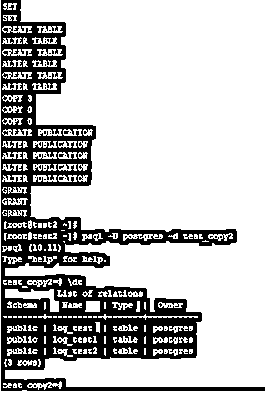 SET
SET
CREATE TABLE
ALTER TABLE
CREATE TABLE
ALTER TABLE
CREATE TABLE
ALTER TABLE
COPY 3
COPY 0
COPY 0
CREATE PUBLICATION
ALTER PUBLICATION
ALTER PUBLICATION
ALTER PUBLICATION
ALTER PUBLICATION
GRANT
GRANT
GRANT
[root@test2 ~]#
[root@test2 ~]# psql -U postgres -d test_copy2
psql (10.11)
Type "help" for help.
test_copy2=# \dt
List of relations
Schema | Name | Type | Owner
--------+-----------+-------+----------
public | log_test | table | postgres
public | log_test1 | table | postgres
public | log_test2 | table | postgres
(3 rows)
test_copy2=#